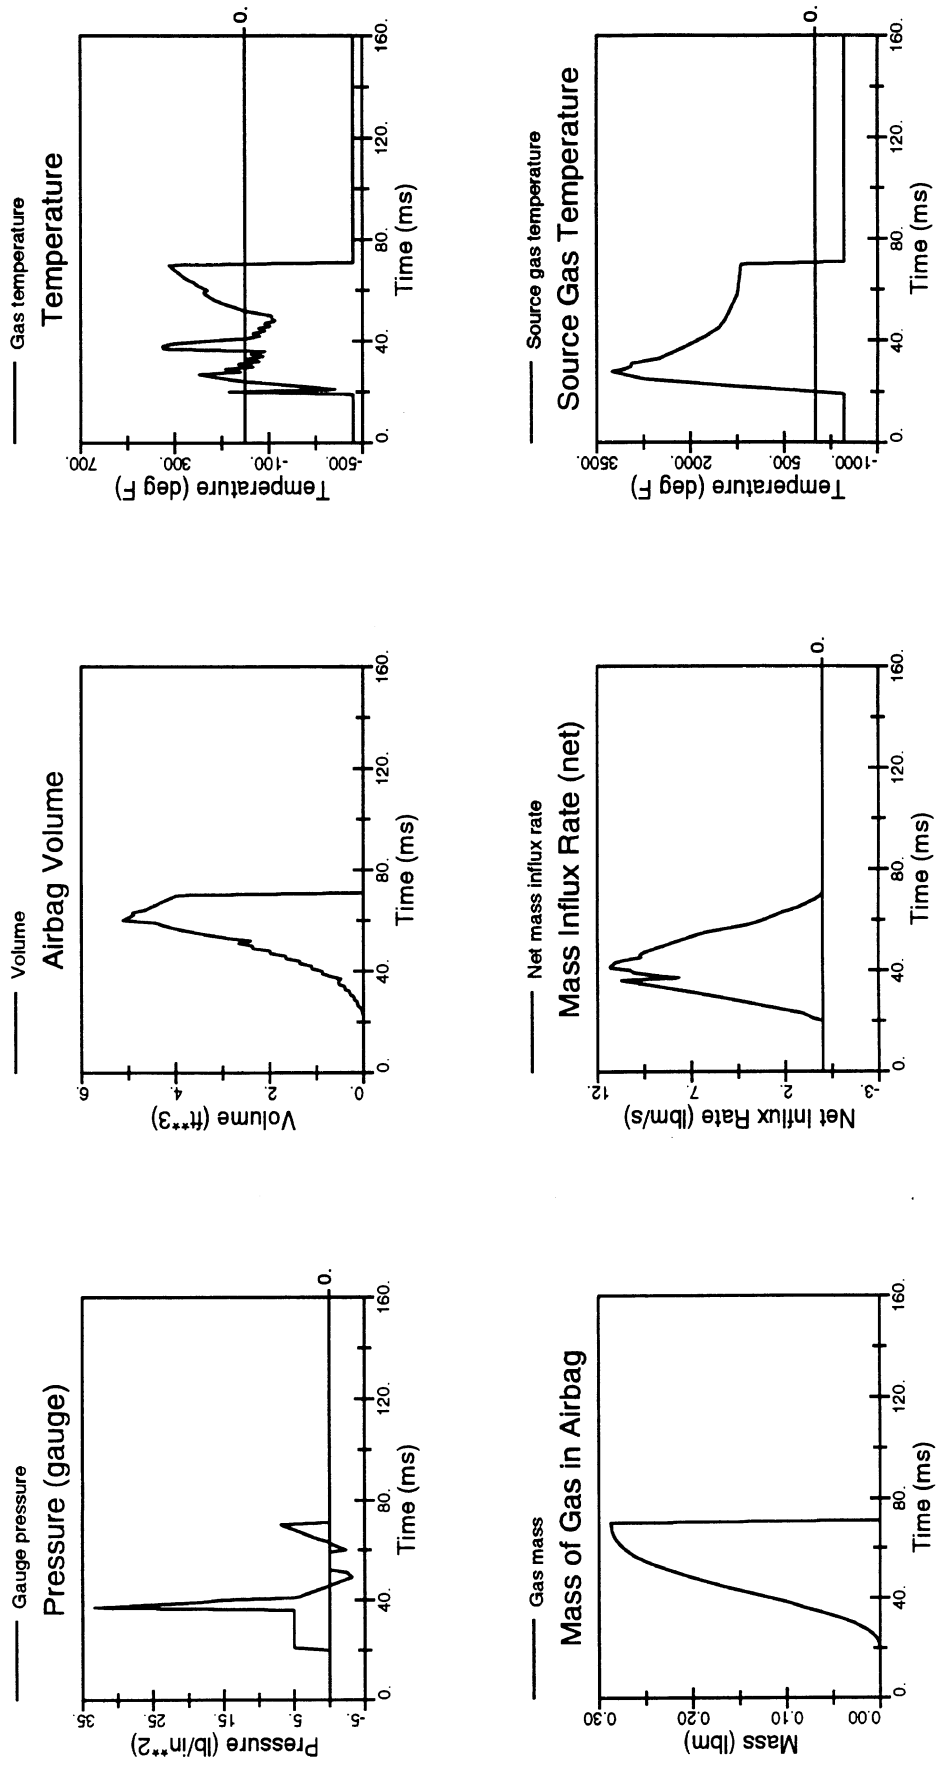 Gauge pressure
Pressure (gauge)
Pressure (lb/in**2)
35.
25.
15.
5.
-5.
0.
40.
80.
120.
160.
0.
Time (ms)
Volume
Airbag Volume
Volume (ft**3)
6.
4.
2.
0.
0.
40.
80.
120.
160.
Time (ms)
Gas temperature
Temperature
Temperature (deg F)
700.
300.
-100.
-500.
0.
40.
80.
120.
160.
0.
Time (ms)
Gas mass
Mass of Gas in Airbag
Mass (lbm)
0.30
0.20
0.10
0.00
0.
40.
80.
120.
160.
Time (ms)
Net mass influx rate
Mass Influx Rate (net)
Net Influx Rate (lbm/s)
12.
7.
2.
-3.
0.
40.
80.
120.
160.
0.
Time (ms)
Source gas temperature
Source Gas Temperature
Temperature (deg F)
3500.
2000.
500.
-1000.
0.
40.
80.
120.
160.
0.
Time (ms)